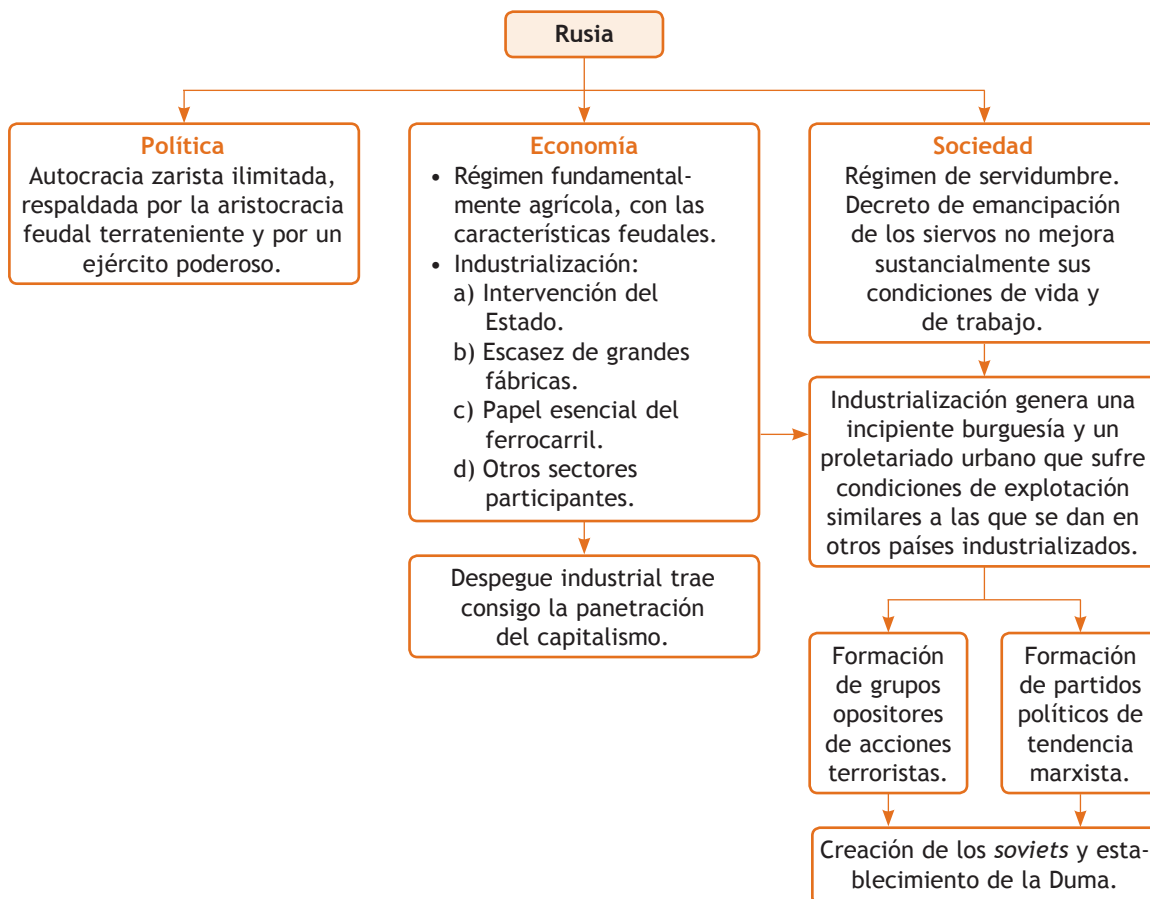 Rusia
Política
Autocracia zarista ilimitada,
respaldada por la aristocracia
feudal terrateniente y por un
ejército poderoso.
Economía
• Régimen fundamental-
mente agrícola, con las
características feudales.
• Industrialización:
a) Intervención del
Estado.
b) Escasez de grandes
fábricas.
c) Papel esencial del
ferrocarril.
d) Otros sectores
participantes.
Despegue industrial trae
consigo la panetración
del capitalismo.
Sociedad
Régimen de servidumbre.
Decreto de emancipación
de los siervos no mejora
sustancialmente sus
condiciones de vida y
de trabajo.
Industrialización genera una
incipiente burguesía y un
proletariado urbano que sufre
condiciones de explotación
similares a las que se dan en
otros países industrializados.
Formación
de grupos
opositores
de acciones
terroristas.
Formación
de partidos
políticos de
tendencia
marxista.
Creación de los soviets y esta-
blecimiento de la Duma.